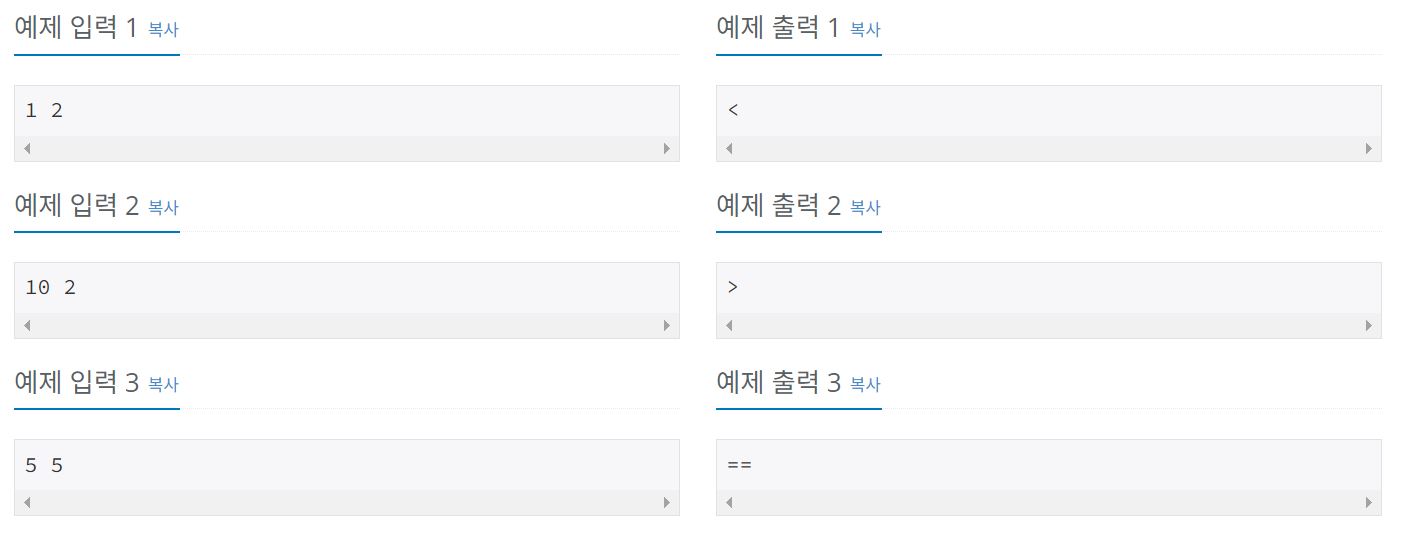 예제 입력 1 복사
예제 출력 1 복사
1 2
<
예제 입력 2 복사
예제 출력 2 복사
10 2
>
예제 입력 3 복사
예제 출력 3 복사
5 5
==